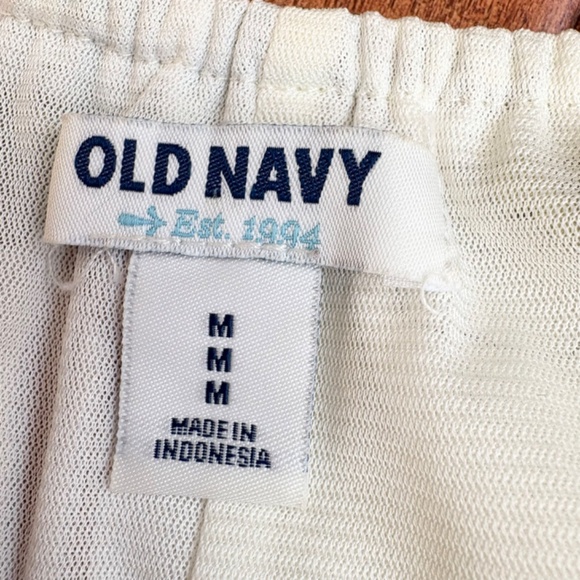 OLD NAVY
Est. 1994
M
M
M
MADE IN
INDONESIA